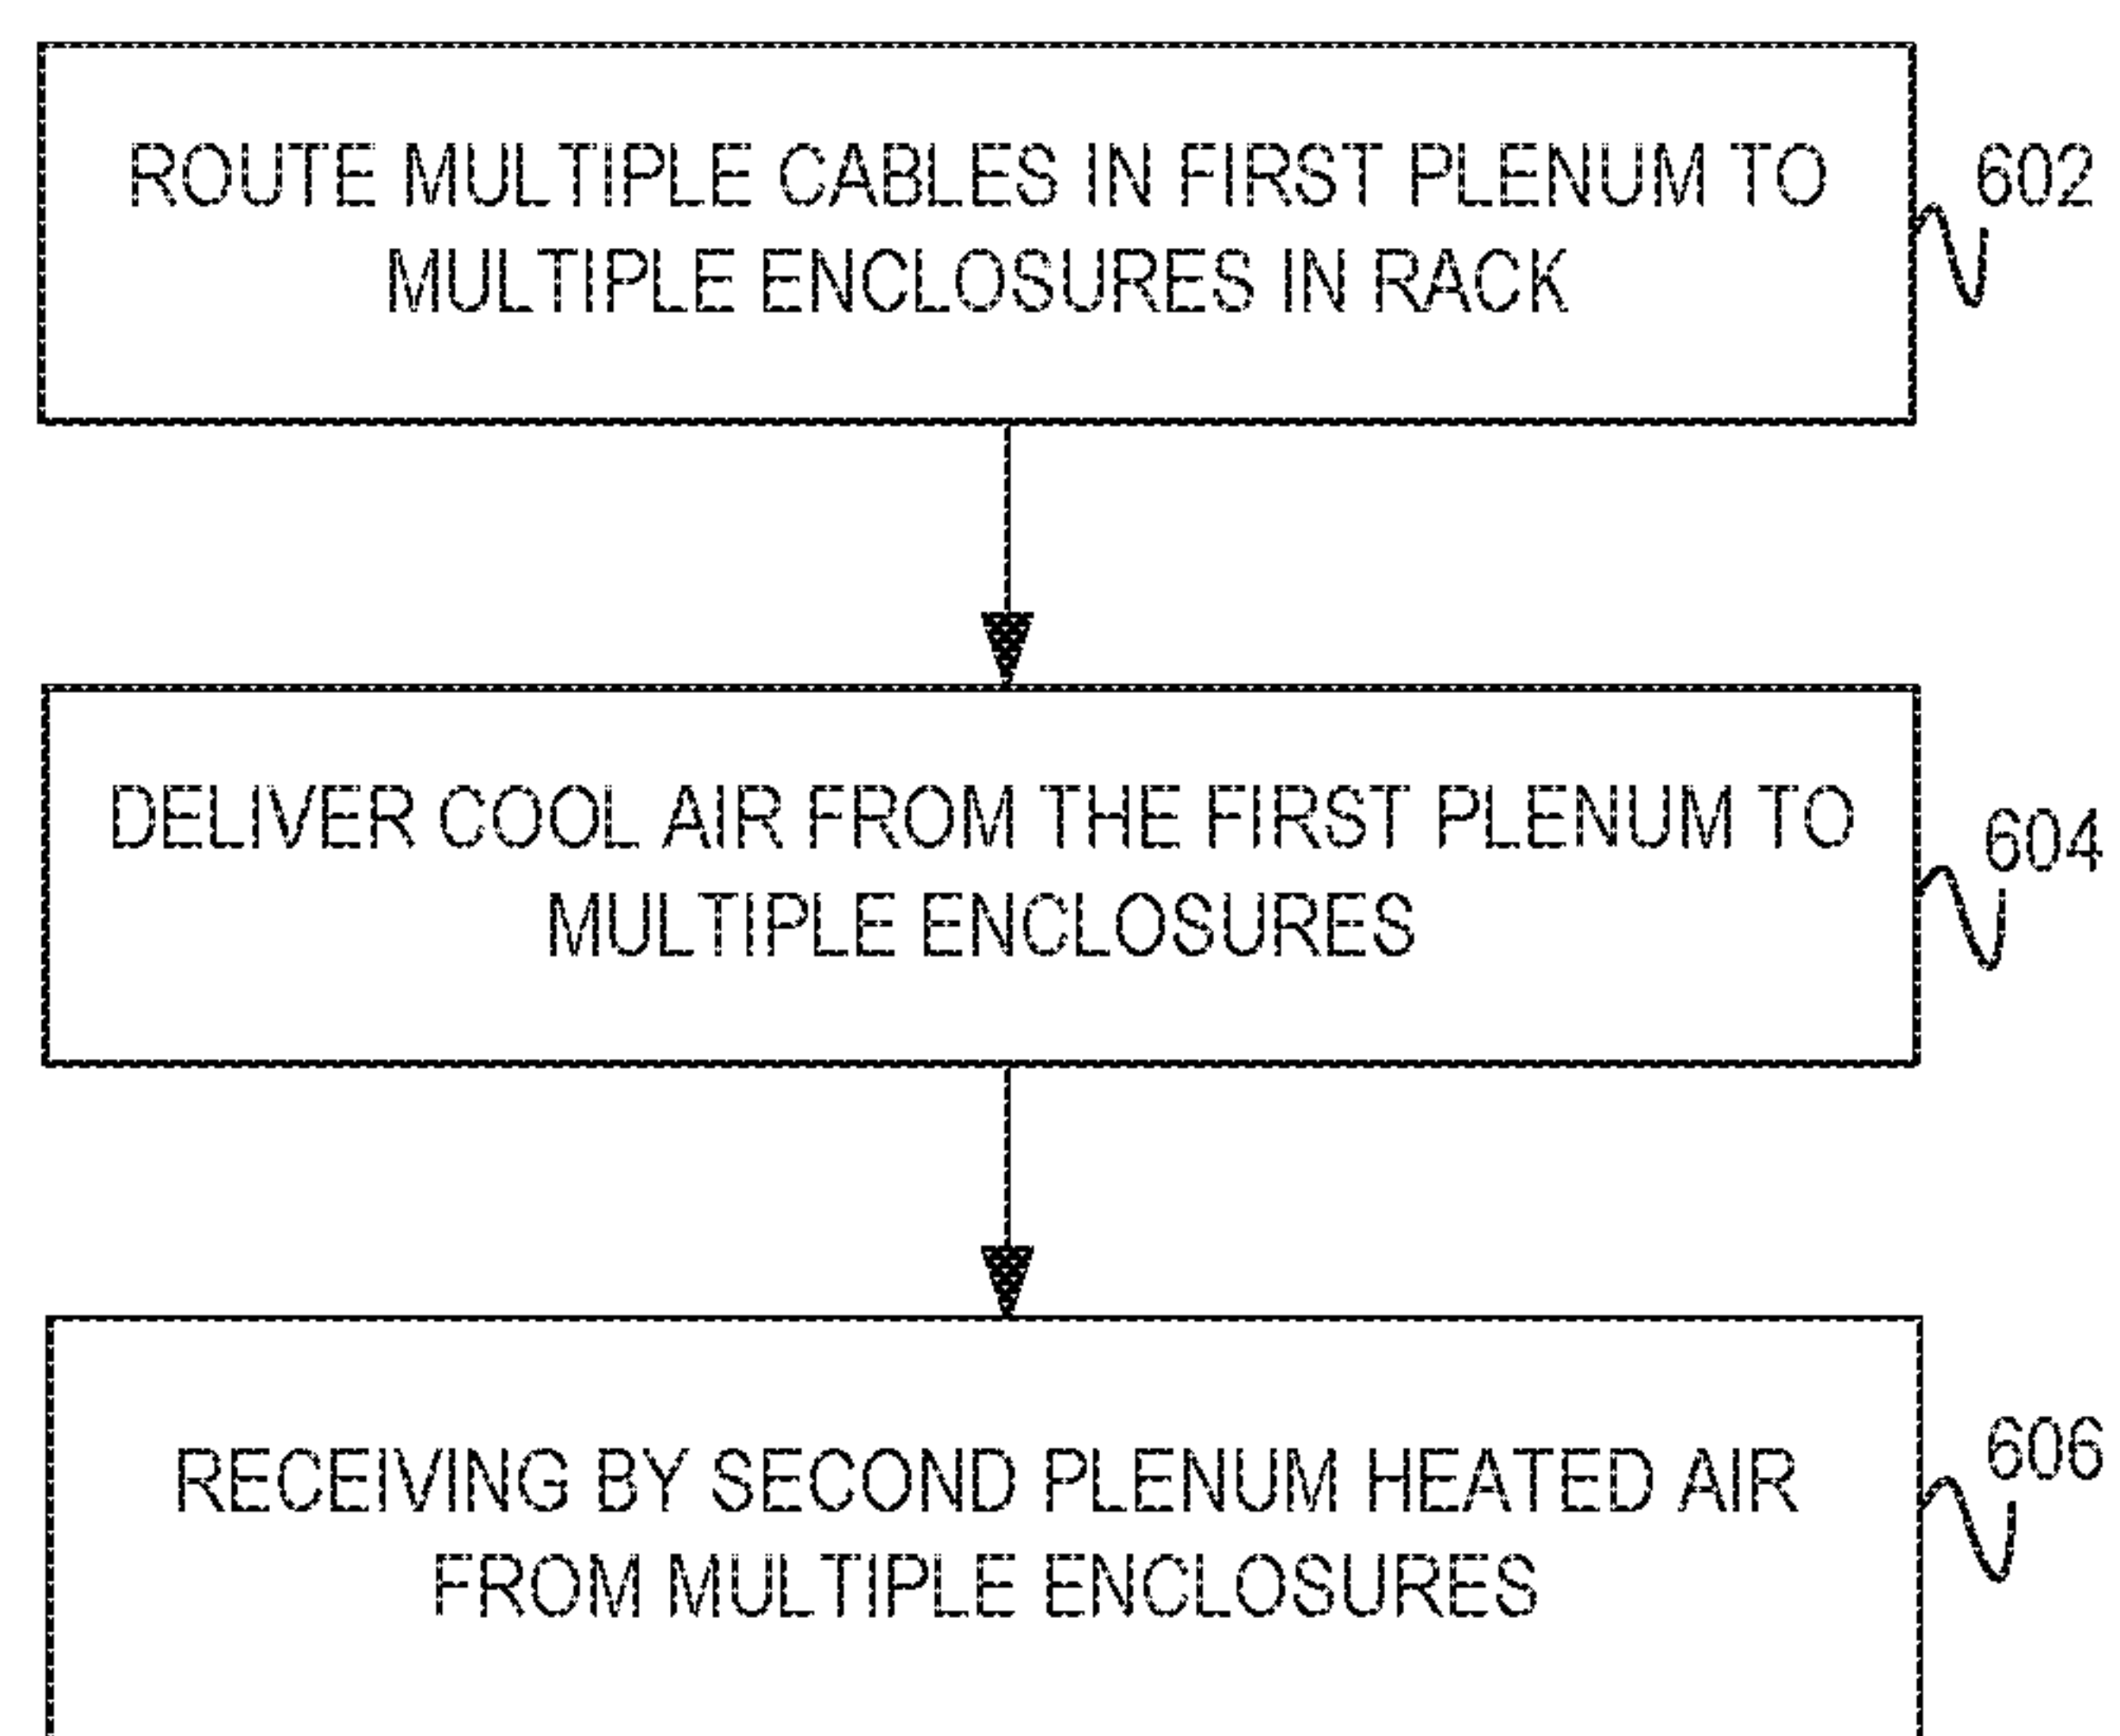 ROUTE MULTIPLE CABLES IN FIRST PLENUM TO
MULTIPLE ENCLOSURES IN RACK
602
DELIVER COOL AIR FROM THE FIRST PLENUM TO
MULTIPLE ENCLOSURES
604
RECEIVING BY SECOND PLENUM HEATED AIR
FROM MULTIPLE ENCLOSURES
606